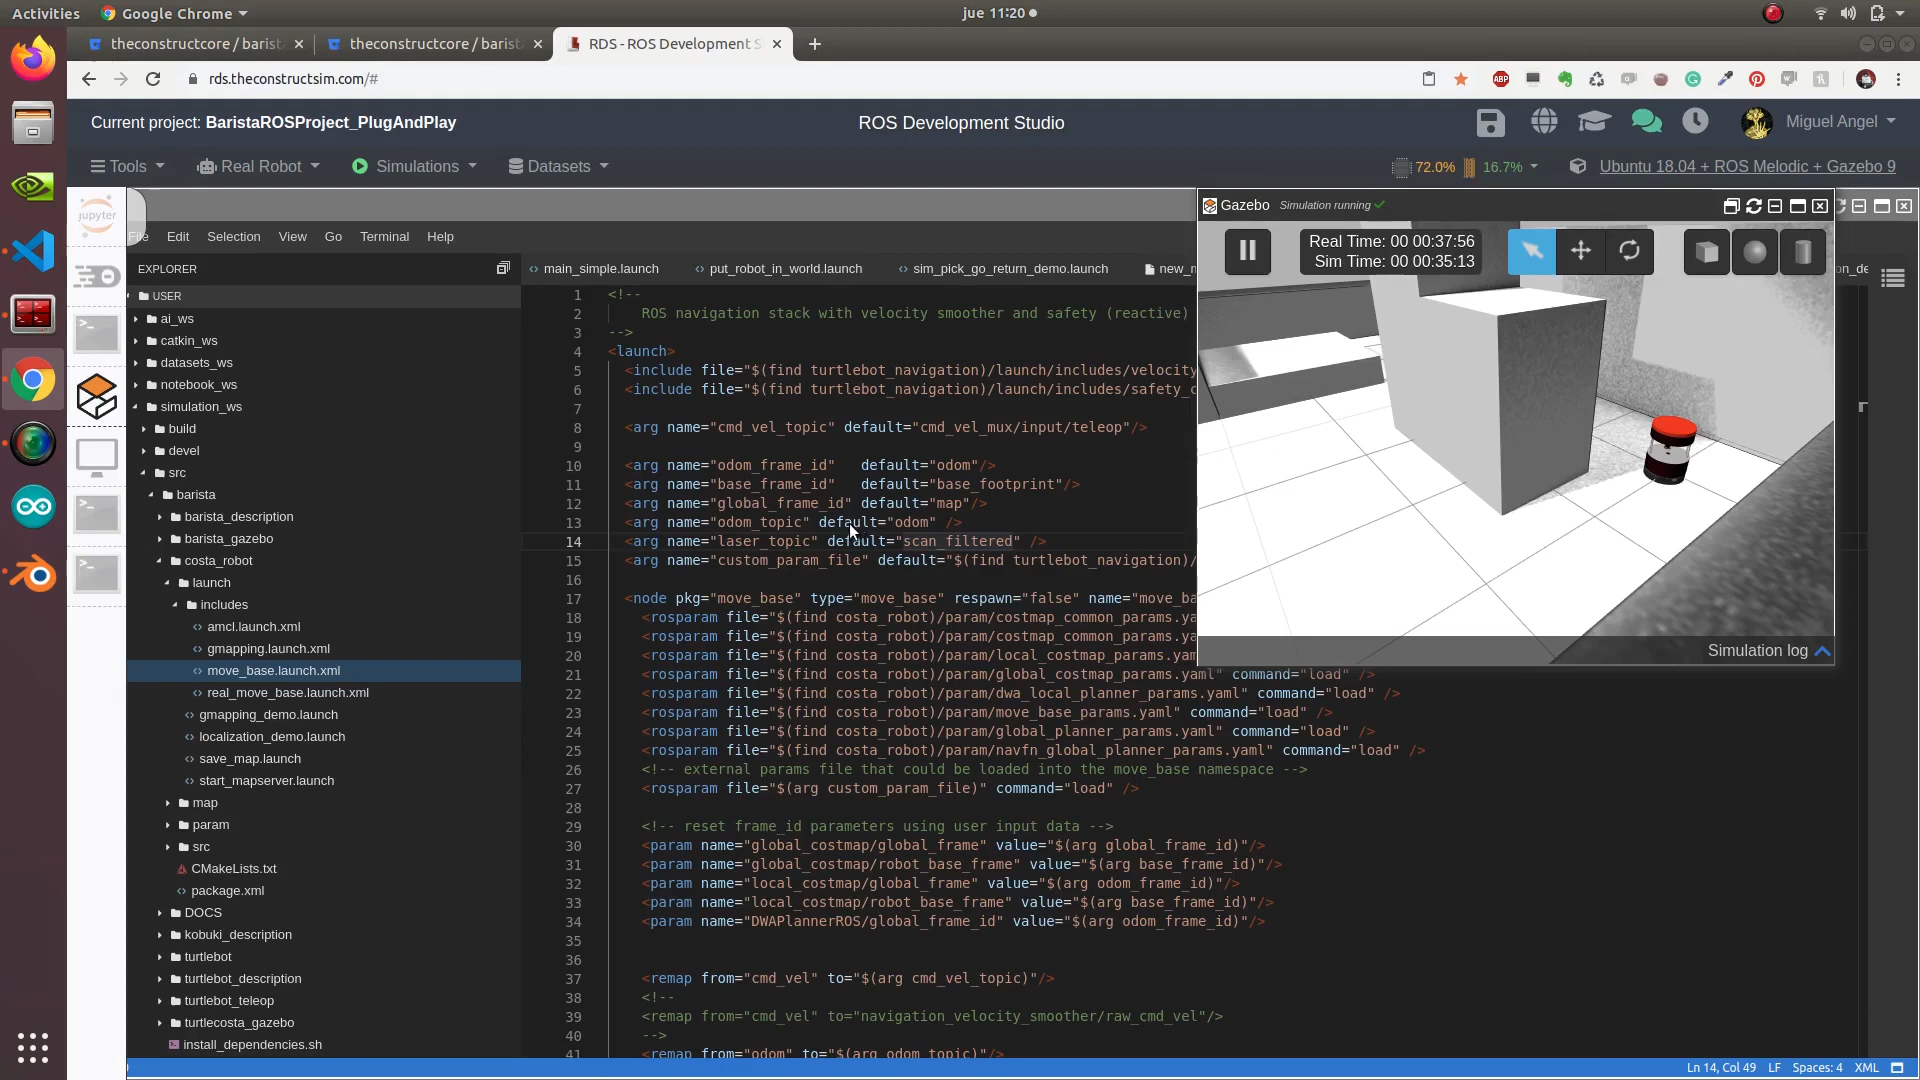 Activities
Google Chrome
jue 11:20
theconstructcore / barist
theconstructcore / barist
RDS - ROS Development S
rds.theconstructsim.com/#
Current project: BaristaROSProject_PlugAndPlay
ROS Development Studio
Miguel Angel
Tools
Real Robot
Simulations
Datasets
72.0%
16.7%
Ubuntu 18.04 + ROS Melodic + Gazebo 9
jupyter
File Edit Selection View Go Terminal Help
EXPLORER
USER
ai_ws
catkin_ws
datasets_ws
notebook_ws
simulation_ws
build
devel
src
barista
barista_description
barista_gazebo
costa_robot
launch
includes
amcl.launch.xml
gmapping.launch.xml
move_base.launch.xml
real_move_base.launch.xml
gmapping_demo.launch
localization_demo.launch
save_map.launch
start_mapserver.launch
map
param
src
CMakeLists.txt
package.xml
DOCS
kobuki_description
turtlebot
turtlebot_description
turtlebot_teleop
turtlecosta_gazebo
install_dependencies.sh
main_simple.launch
put_robot_in_world.launch
sim_pick_go_return_demo.launch
new_m
on_de
1 <!--
2 ROS navigation stack with velocity smoother and safety (reactive)
3 -->
4 <launch>
5 <include file="$(find turtlebot_navigation)/launch/includes/velocity
6 <include file="$(find turtlebot_navigation)/launch/includes/safety_c
7
8 <arg name="cmd_vel_topic" default="cmd_vel_mux/input/teleop"/>
9
10 <arg name="odom_frame_id"   default="odom"/>
11 <arg name="base_frame_id"   default="base_footprint"/>
12 <arg name="global_frame_id" default="map"/>
13 <arg name="odom_topic" default="odom" />
14 <arg name="laser_topic" default="scan_filtered" />
15 <arg name="custom_param_file" default="$(find turtlebot_navigation)/
16
17 <node pkg="move_base" type="move_base" respawn="false" name="move_ba
18 <rosparam file="$(find costa_robot)/param/costmap_common_params.ya
19 <rosparam file="$(find costa_robot)/param/costmap_common_params.ya
20 <rosparam file="$(find costa_robot)/param/local_costmap_params.yam
21 <rosparam file="$(find costa_robot)/param/global_costmap_params.yaml" command="load" />
22 <rosparam file="$(find costa_robot)/param/dwa_local_planner_params.yaml" command="load" />
23 <rosparam file="$(find costa_robot)/param/move_base_params.yaml" command="load" />
24 <rosparam file="$(find costa_robot)/param/global_planner_params.yaml" command="load" />
25 <rosparam file="$(find costa_robot)/param/navfn_global_planner_params.yaml" command="load" />
26 <!-- external params file that could be loaded into the move_base namespace -->
27 <rosparam file="$(arg custom_param_file)" command="load" />
28
29 <!-- reset frame_id parameters using user input data -->
30 <param name="global_costmap/global_frame" value="$(arg global_frame_id)"/>
31 <param name="global_costmap/robot_base_frame" value="$(arg base_frame_id)"/>
32 <param name="local_costmap/global_frame" value="$(arg odom_frame_id)"/>
33 <param name="local_costmap/robot_base_frame" value="$(arg base_frame_id)"/>
34 <param name="DWAPlannerROS/global_frame_id" value="$(arg odom_frame_id)"/>
35
36
37 <remap from="cmd_vel" to="$(arg cmd_vel_topic)"/>
38 <!--
39 <remap from="cmd_vel" to="navigation_velocity_smoother/raw_cmd_vel"/>
40 -->
41 <remap from="odom" to="$(arg odom_topic)"/>
Gazebo Simulation running
Real Time: 00 00:37:56
Sim Time: 00 00:35:13
Simulation log
Ln 14, Col 49 LF Spaces: 4 XML